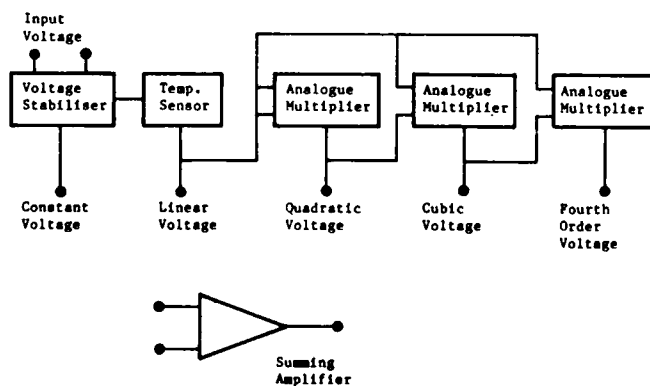 Input
Voltage
Voltage
Stabiliser
Temp.
Sensor
Analogue
Multiplier
Analogue
Multiplier
Analogue
Multiplier
Constant
Voltage
Linear
Voltage
Quadratic
Voltage
Cubic
Voltage
Fourth
Order
Voltage
Summing
Amplifier